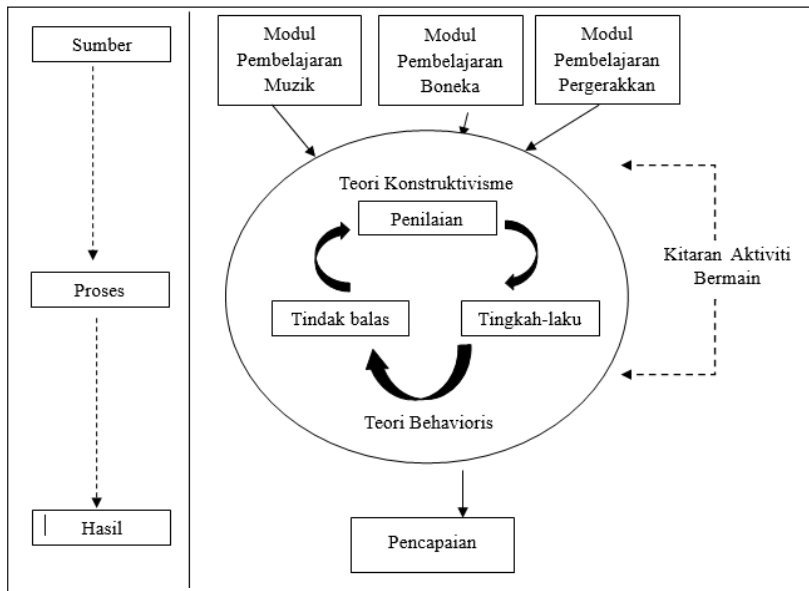 Sumber
Proses
Hasil
Modul
Pembelajaran
Muzik
Modul
Pembelajaran
Boneka
Modul
Pembelajaran
Pergerakkan
Teori Konstruktivisme
Penilaian
Tindak balas
Tingkah-laku
Teori Behavioris
Kitaran Aktiviti
Bermain
Pencapaian